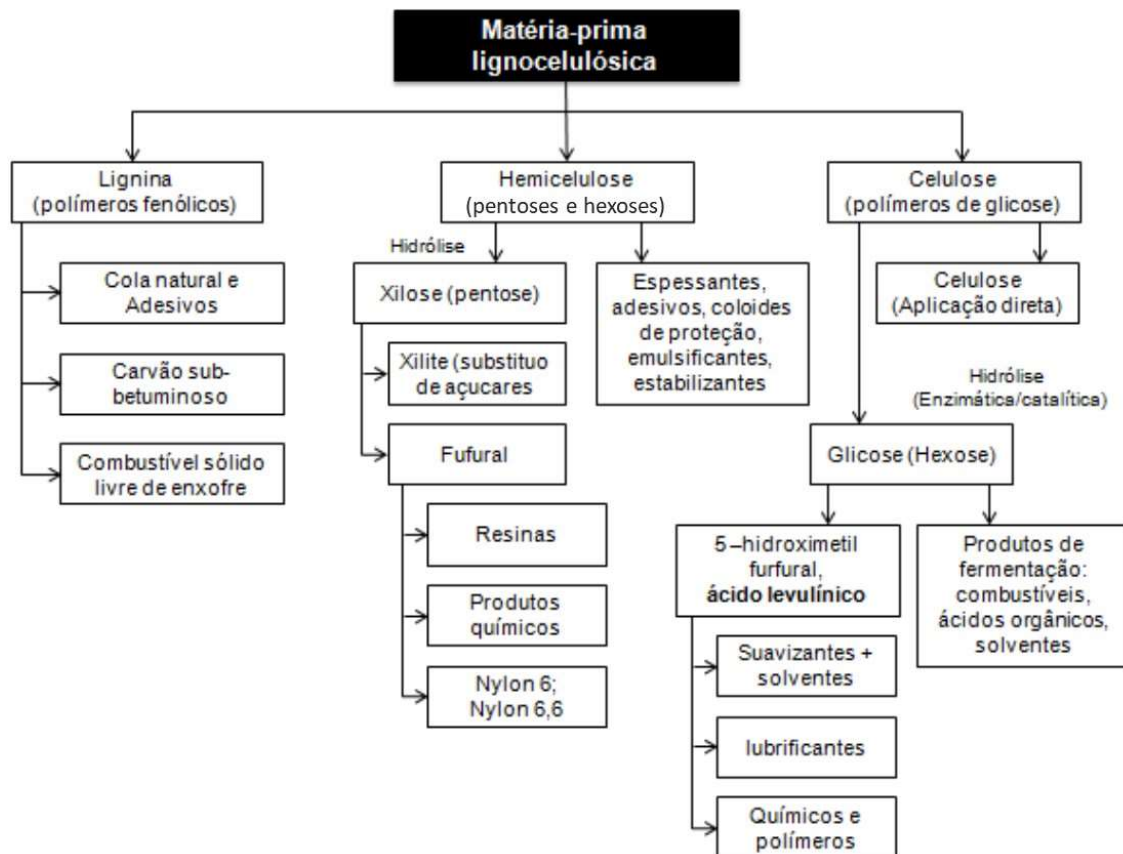 Matéria-prima
lignocelulósica
Lignina
(polímeros fenólicos)
Cola natural e
Adesivos
Carvão sub-
betuminoso
Combustível sólido
livre de enxofre
Hemicelulose
(pentoses e hexoses)
Hidrólise
Xilose (pentose)
Xilite (substituo
de açucares
Fufural
Resinas
Produtos
químicos
Nylon 6;
Nylon 6,6
Espessantes,
adesivos, coloides
de proteção,
emulsificantes,
estabilizantes
Celulose
(polímeros de glicose)
Celulose
(Aplicação direta)
Hidrólise
(Enzimática/catalítica)
Glicose (Hexose)
5 –hidroximetil
furfural,
ácido levulínico
Suavizantes +
solventes
lubrificantes
Químicos e
polímeros
Produtos de
fermentação:
combustíveis,
ácidos orgânicos,
solventes